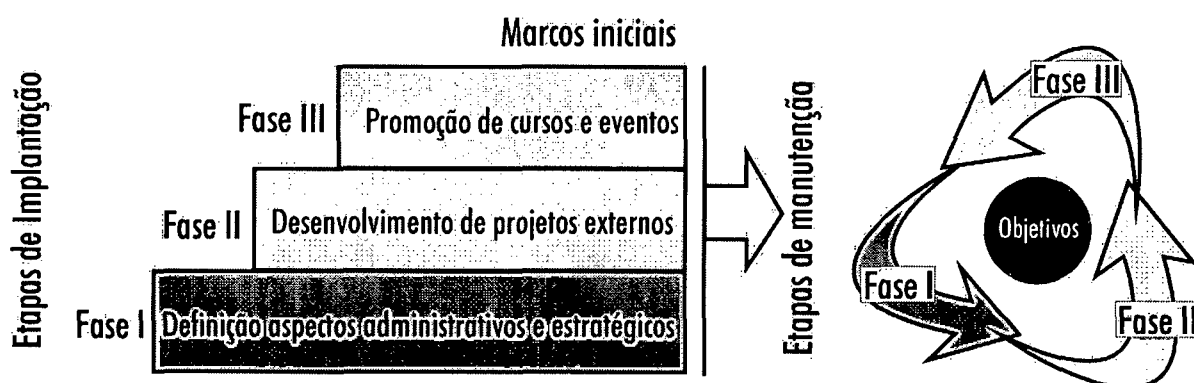 Marcos iniciais
Etapas de Implantação
Fase III
Promoção de cursos e eventos
Fase II
Desenvolvimento de projetos externos
Fase I
Definição aspectos administrativos e estratégicos
Etapas de manutenção
Fase III
Objetivos
Fase I
Fase II